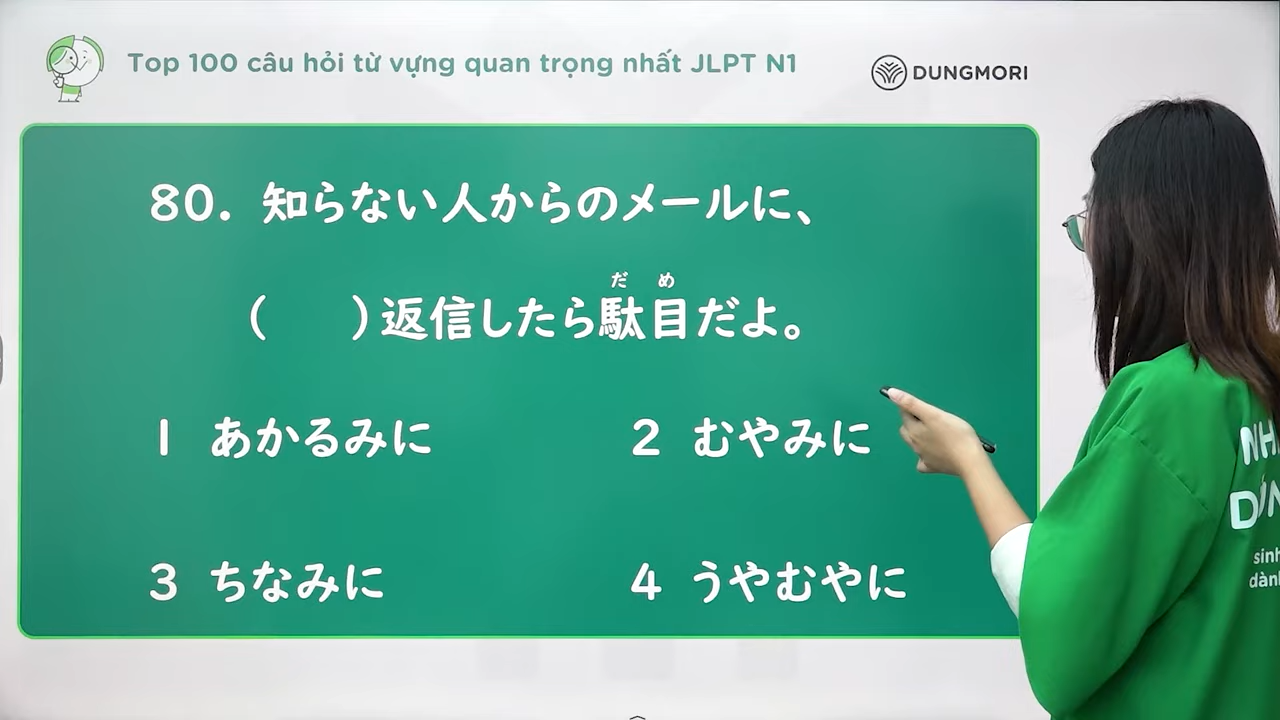 Top 100 câu hỏi từ vựng quan trọng nhất JLPT N1
DUNGMORI
80. 知らない人からのメールに、
だ め
(　　)返信したら駄目だよ。
1 あかるみに
2 むやみに
3 ちなみに
4 うやむやに
sinh
dành